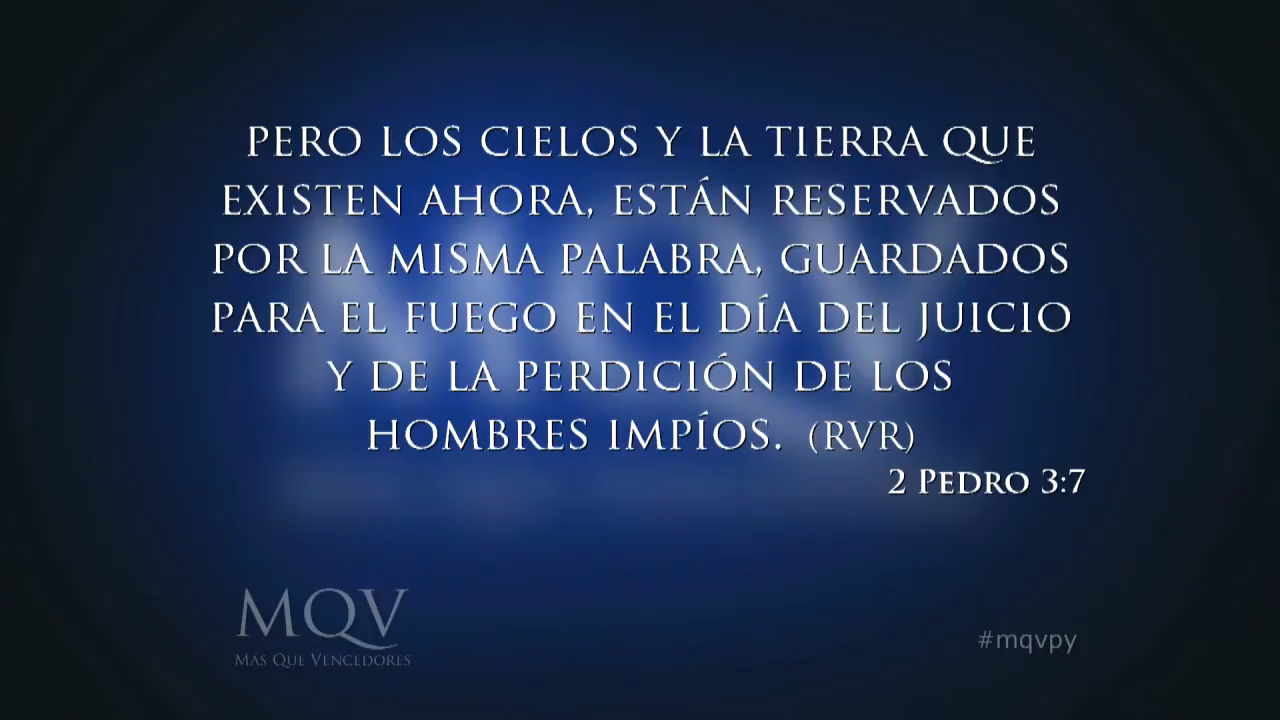 PERO LOS CIELOS Y LA TIERRA QUE
EXISTEN AHORA, ESTÁN RESERVADOS
POR LA MISMA PALABRA, GUARDADOS
PARA EL FUEGO EN EL DÍA DEL JUICIO
Y DE LA PERDICIÓN DE LOS
HOMBRES IMPÍOS. (RVR)
2 PEDRO 3:7
MQV
MÁS QUE VENCEDORES
#mqvpy